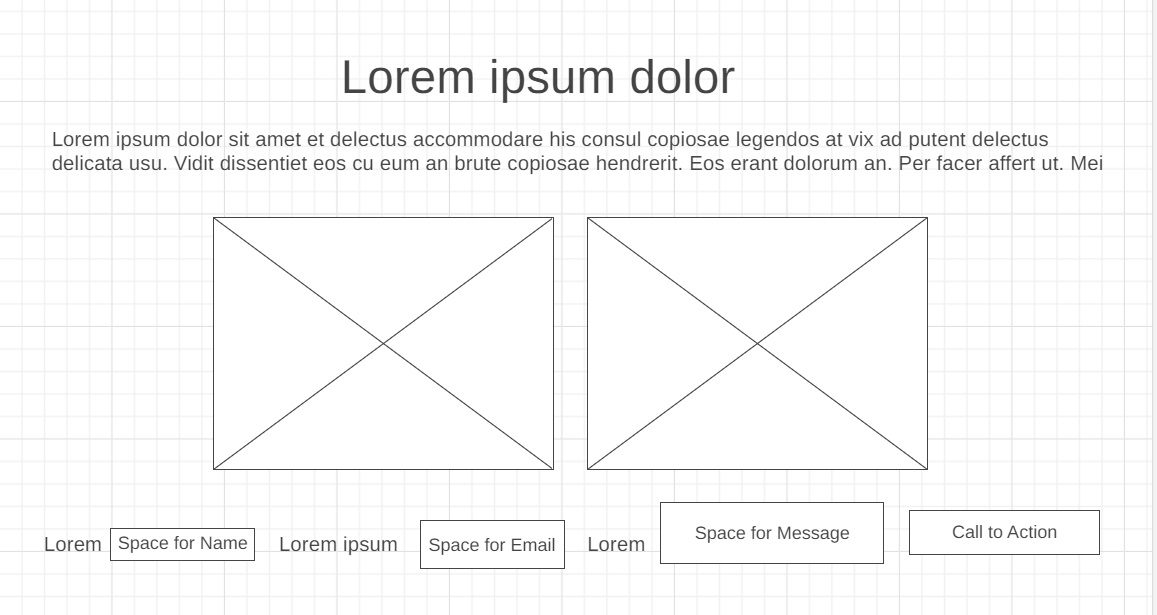 Lorem ipsum dolor
Lorem ipsum dolor sit amet et delectus accommodare his consul copiosae legendos at vix ad putent delectus
delicata usu. Vidit dissentiet eos cu eum an brute copiosae hendrerit. Eos erant dolorum an. Per facer affert ut. Mei
Lorem Space for Name Lorem ipsum Space for Email Lorem Space for Message Call to Action